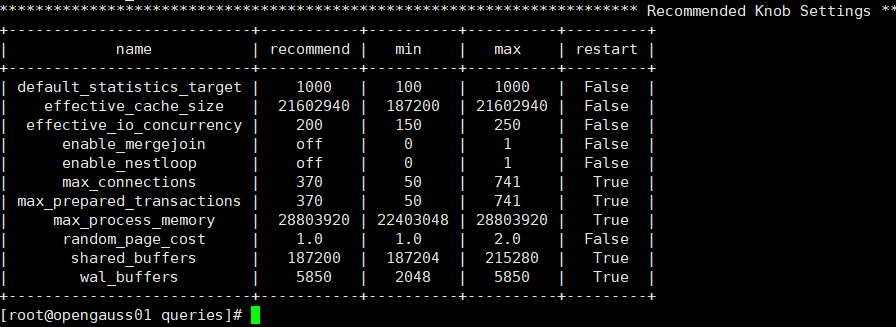 *********************************************************************** Recommended Knob Settings **
+---------------------------+-----------+----------+----------+---------+
|            name           | recommend |   min    |   max    | restart |
+---------------------------+-----------+----------+----------+---------+
| default_statistics_target |    1000   |   100    |   1000   |  False  |
|    effective_cache_size   |  21602940 |  187200  | 21602940 |  False  |
|  effective_io_concurrency |    200    |   150    |   250    |  False  |
|      enable_mergejoin     |    off    |    0     |    1     |  False  |
|      enable_nestloop      |    off    |    0     |    1     |  False  |
|      max_connections      |    370    |    50    |   741    |   True  |
| max_prepared_transactions |    370    |    50    |   741    |   True  |
|     max_process_memory    |  28803920 | 22403048 | 28803920 |   True  |
|      random_page_cost     |    1.0    |   1.0    |   2.0    |  False  |
|       shared_buffers      |   187200  |  187204  |  215280  |   True  |
|        wal_buffers        |    5850   |   2048   |   5850   |   True  |
+---------------------------+-----------+----------+----------+---------+
[root@opengauss01 queries]#